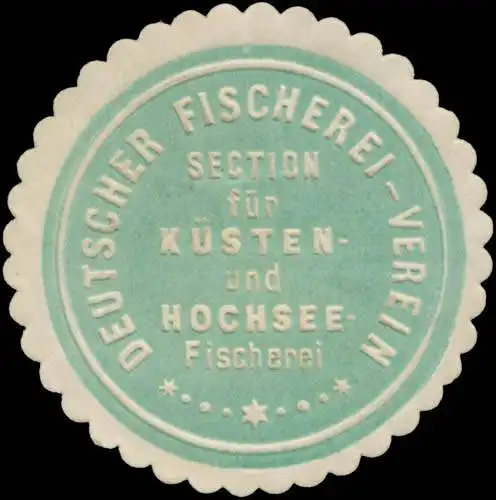 DEUTSCHER FISCHEREI-VEREIN
SECTION
für
KÜSTEN-
und
HOCHSEE-
Fischerei